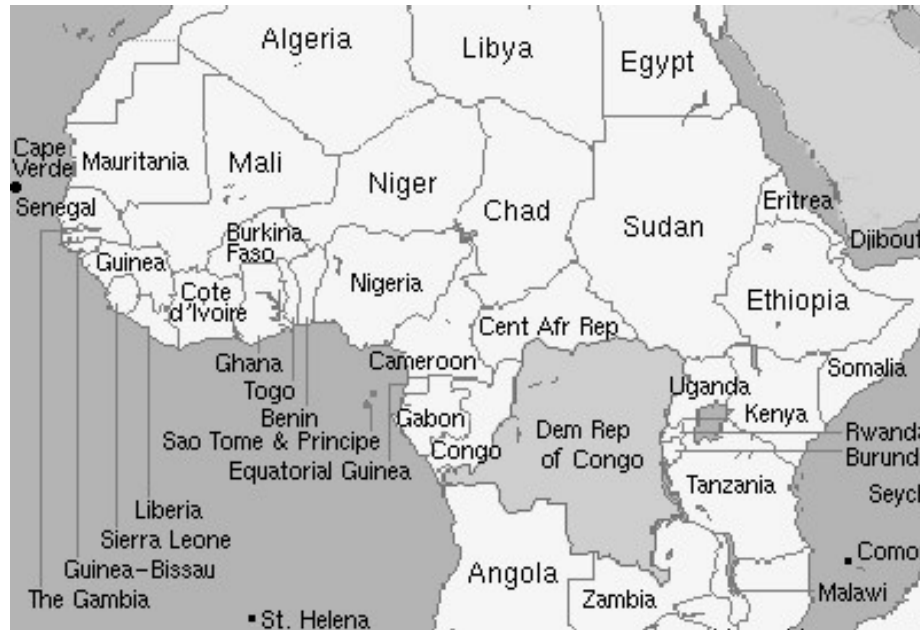 Algeria
Libya
Egypt
Cape
Verde
Mauritania
Mali
Niger
Chad
Sudan
Eritrea
Senegal
Burkina
Faso
Djibout
Guinea
Nigeria
Cote
d'Ivoire
Ethiopia
Cent Afr Rep
Ghana
Cameroon
Somalia
Togo
Uganda
Benin
Gabon
Kenya
Sao Tome & Principe
Dem Rep
of Congo
Rwanda
Congo
Equatorial Guinea
Burund
Tanzania
Seych
Liberia
Sierra Leone
Guinea-Bissau
Como
Angola
The Gambia
Zambia
Malawi
St. Helena